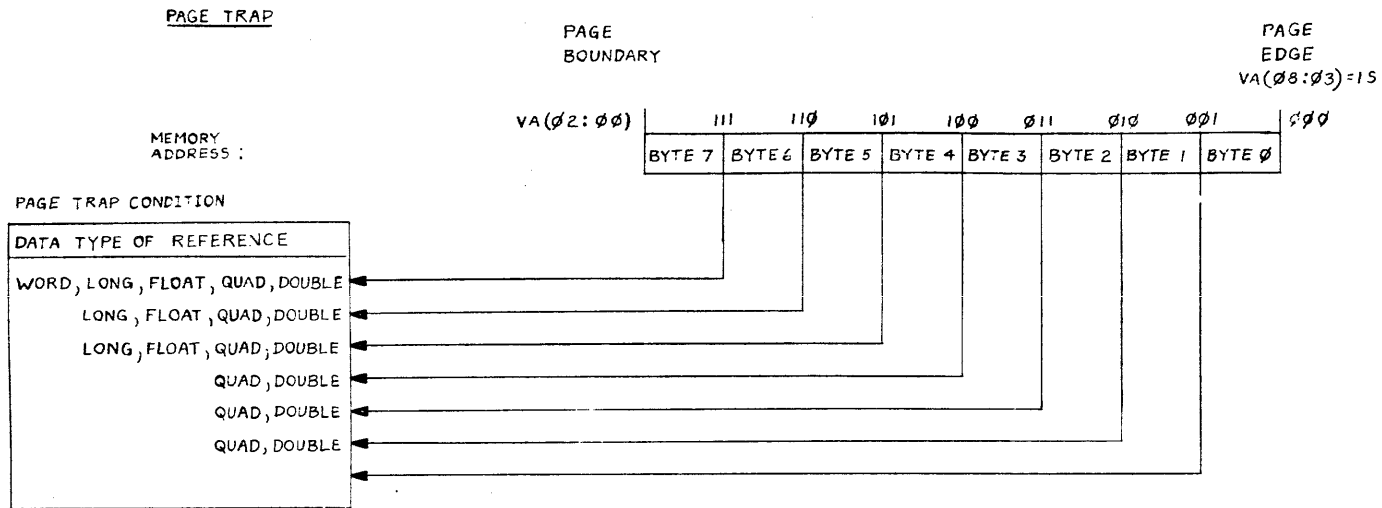 PAGE TRAP
PAGE
BOUNDARY
PAGE
EDGE
VA(Ø8:Ø3)=1S
VA(Ø2:ØØ) 111 11Ø 1Ø1 1ØØ Ø11 Ø1Ø ØØ1 ØØØ
MEMORY
ADDRESS:
BYTE 7 BYTE 6 BYTE 5 BYTE 4 BYTE 3 BYTE 2 BYTE 1 BYTE Ø
PAGE TRAP CONDITION
DATA TYPE OF REFERENCE
WORD, LONG, FLOAT, QUAD, DOUBLE
LONG, FLOAT, QUAD, DOUBLE
LONG, FLOAT, QUAD, DOUBLE
QUAD, DOUBLE
QUAD, DOUBLE
QUAD, DOUBLE